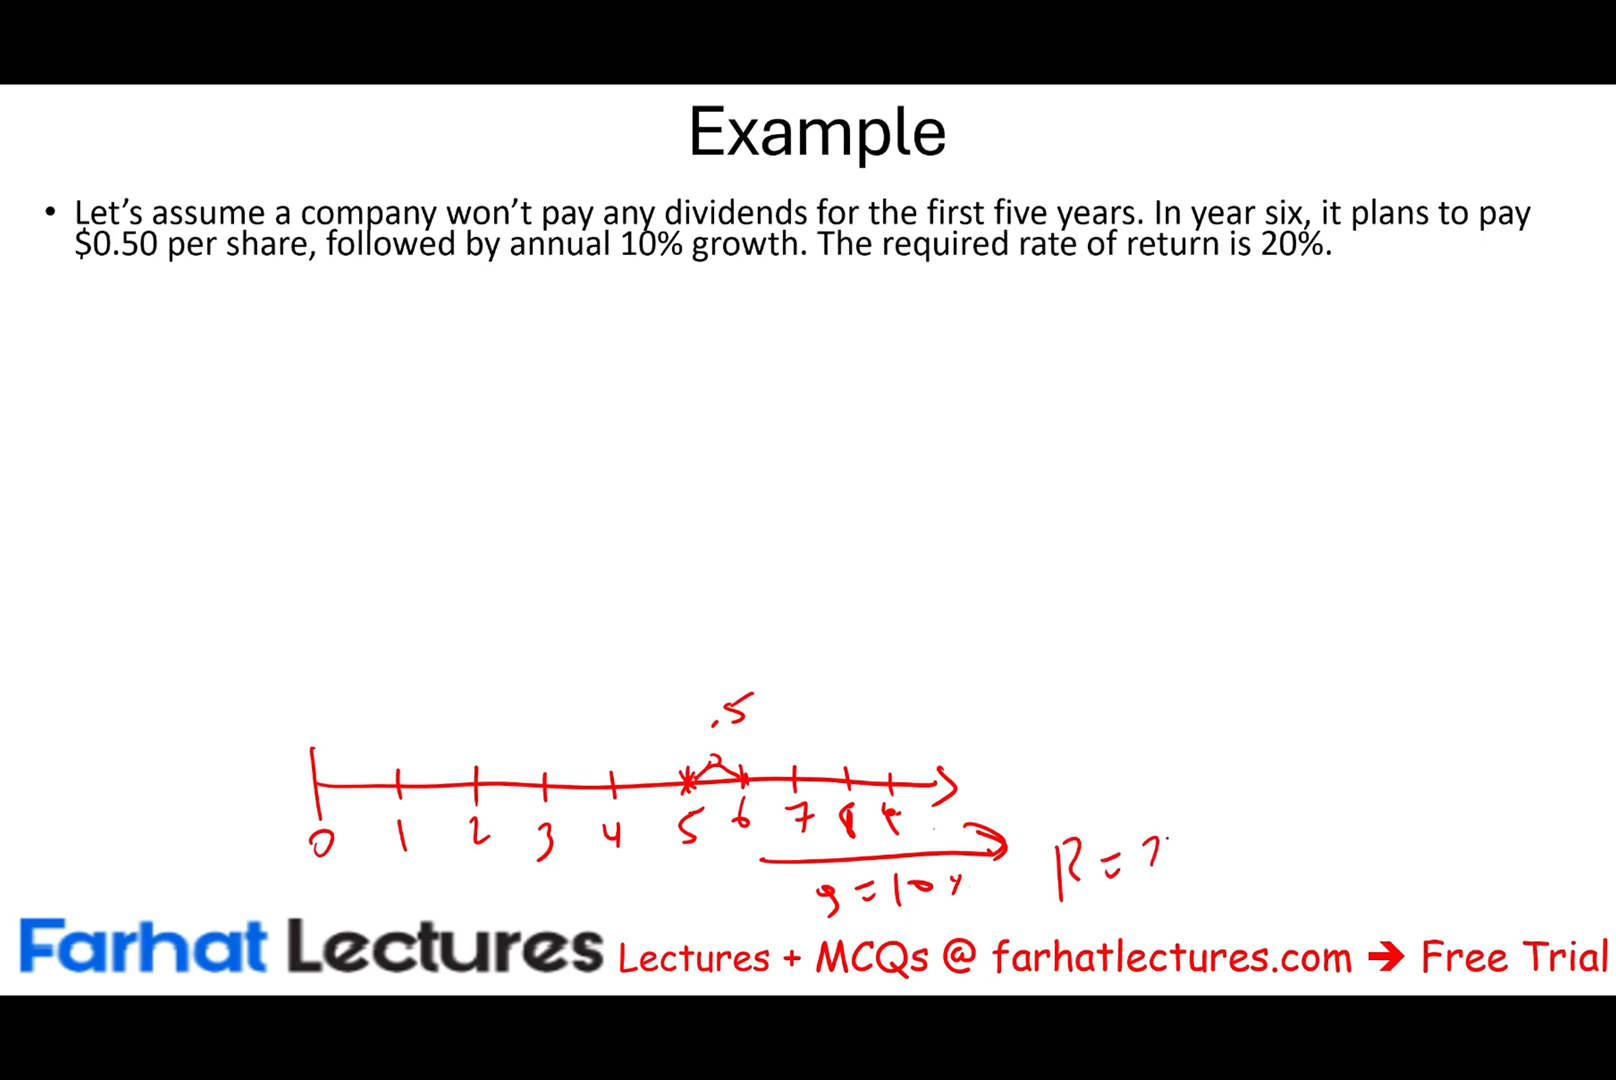 Example
• Let’s assume a company won’t pay any dividends for the first five years. In year six, it plans to pay
$0.50 per share, followed by annual 10% growth. The required rate of return is 20%.
.5
0 1 2 3 4 5 6 7 8 9
g = 10%
R = 2
Farhat Lectures Lectures + MCQs @ farhatlectures.com ➔ Free Trial